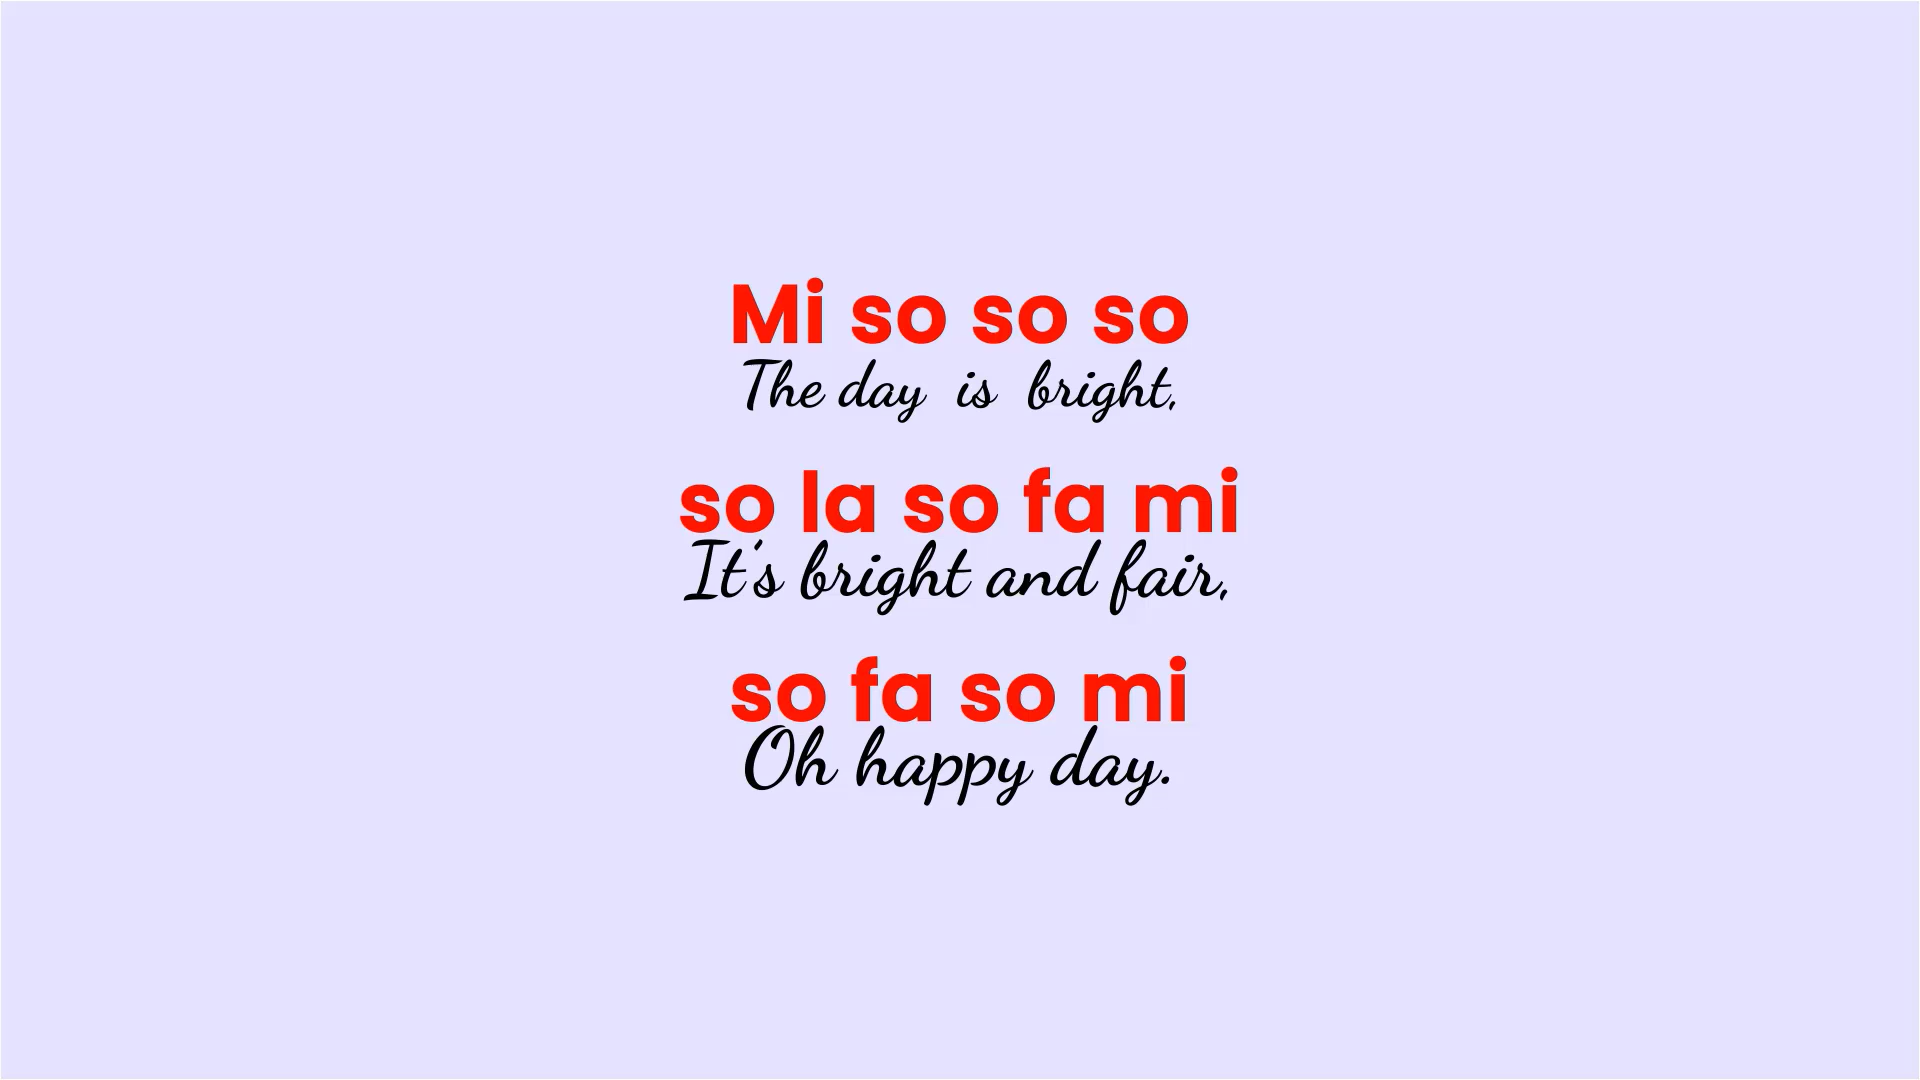 Mi so so so
The day is bright,
so la so fa mi
It's bright and fair,
so fa so mi
Oh happy day.